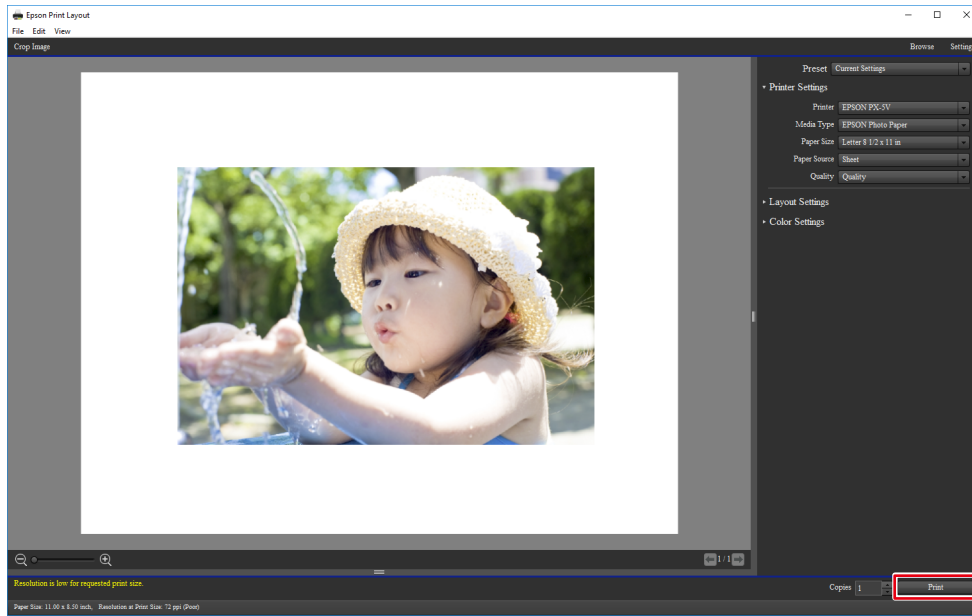 Epson Print Layout
File Edit View
Crop Image
Browse
Setting
Preset Current Settings
Printer Settings
Printer EPSON PX-5V
Media Type EPSON Photo Paper
Paper Size Letter 8 1/2 x 11 in
Paper Source Sheet
Quality Quality
Layout Settings
Color Settings
1/1
Resolution is low for requested print size.
Copies 1
Print
Paper Size: 11.00 x 8.50 inch, Resolution at Print Size: 72 ppi (Poor)